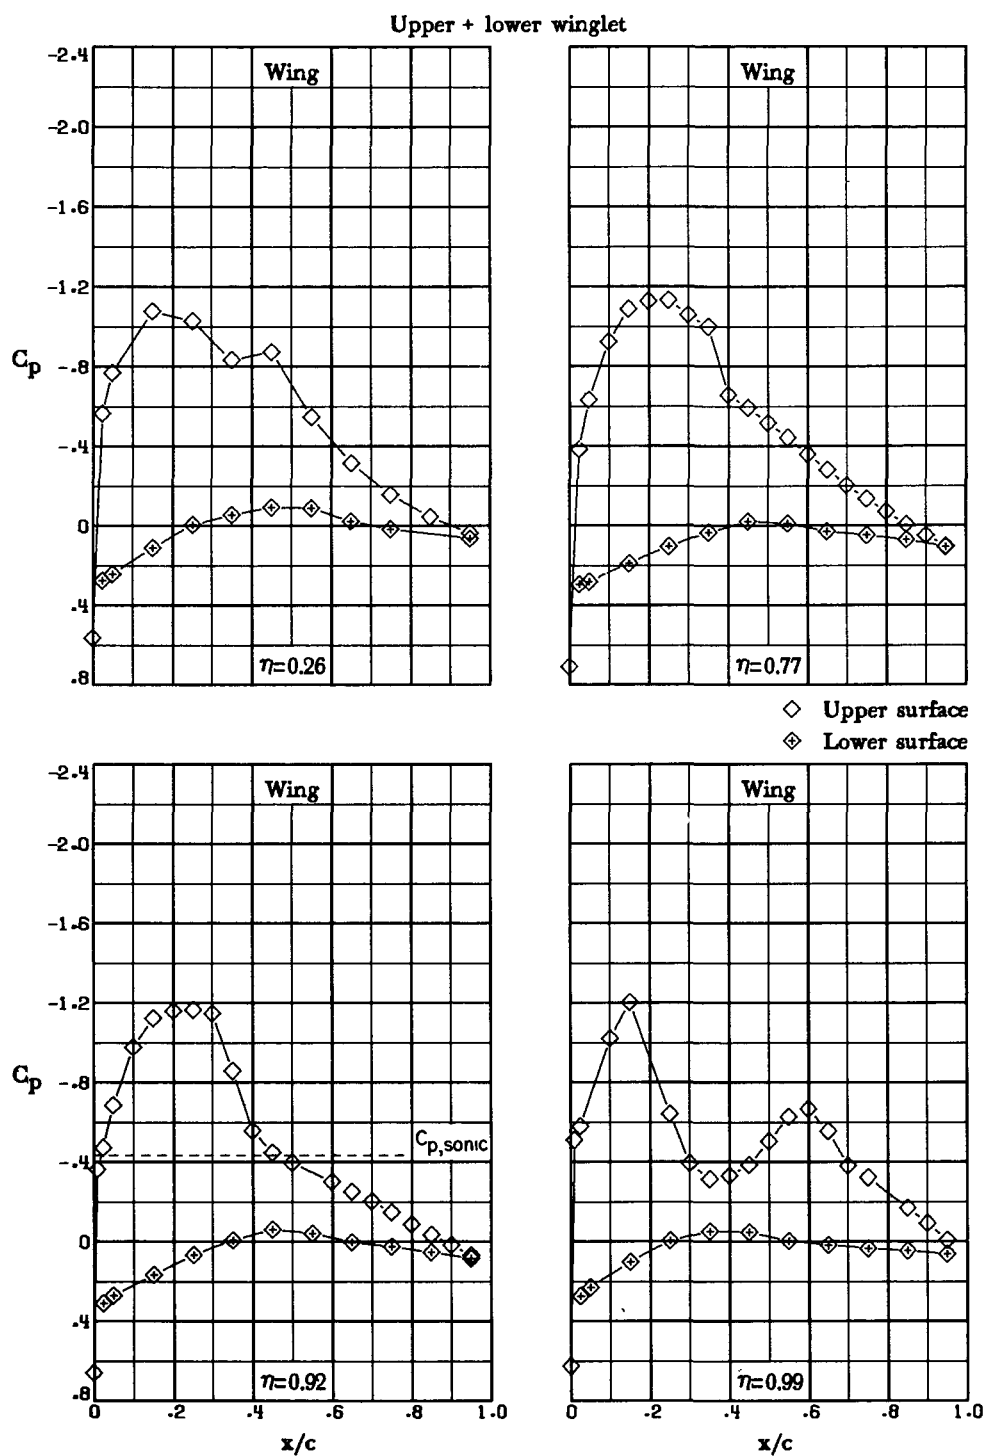 Upper + lower winglet
-2.4
-2.0
-1.6
-1.2
-.8
-.4
0
.4
.8
Cp
Wing
η=0.26
Wing
η=0.77
◇ Upper surface
Lower surface
-2.4
-2.0
-1.6
-1.2
-.8
-.4
0
.4
.8
Cp
Wing
Cp,sonic
η=0.92
0 .2 .4 .6 .8 1.0
x/c
Wing
η=0.99
0 .2 .4 .6 .8 1.0
x/c